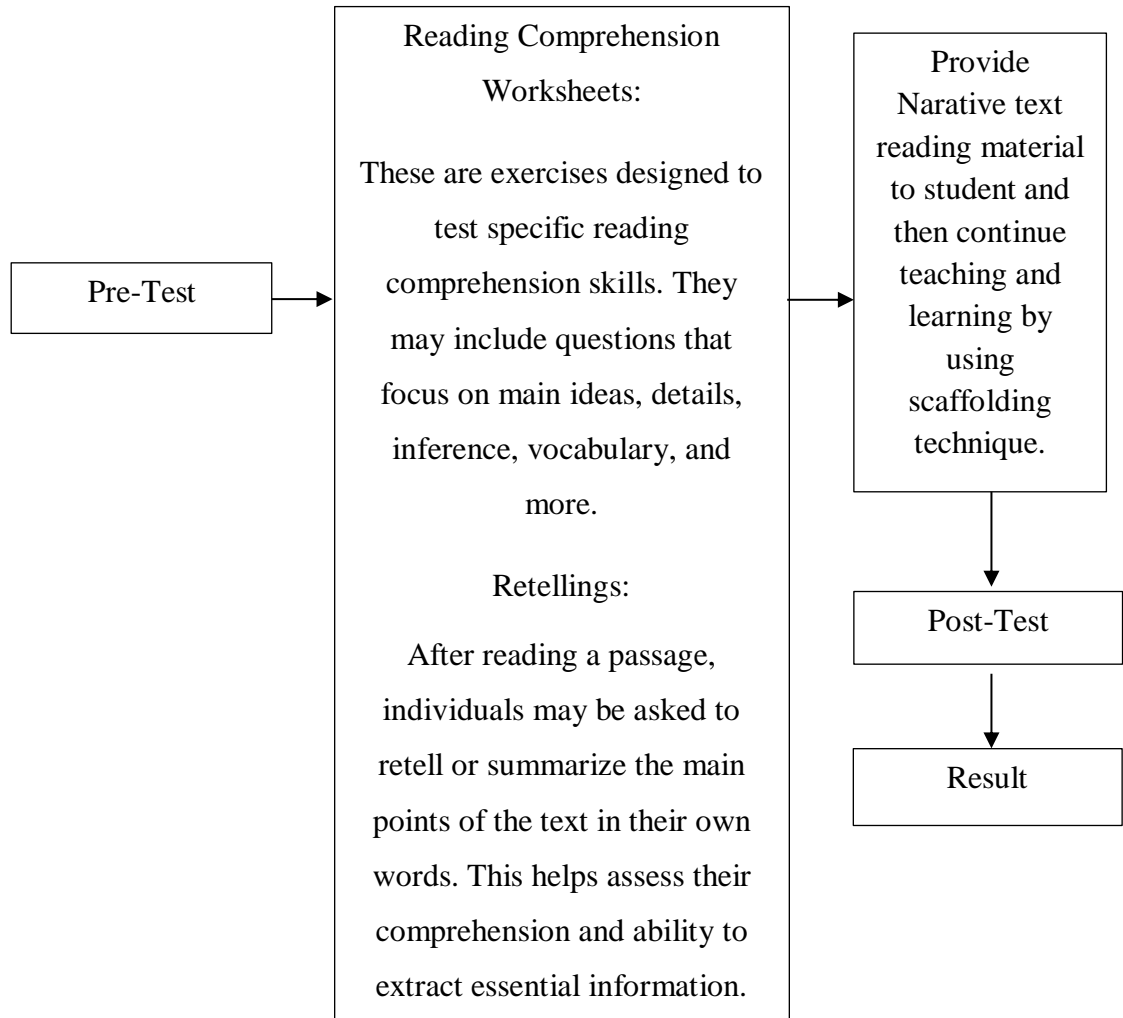 Pre-Test
Reading Comprehension
Worksheets:
These are exercises designed to
test specific reading
comprehension skills. They
may include questions that
focus on main ideas, details,
inference, vocabulary, and
more.
Retellings:
After reading a passage,
individuals may be asked to
retell or summarize the main
points of the text in their own
words. This helps assess their
comprehension and ability to
extract essential information.
Provide
Narative text
reading material
to student and
then continue
teaching and
learning by
using
scaffolding
technique.
Post-Test
Result